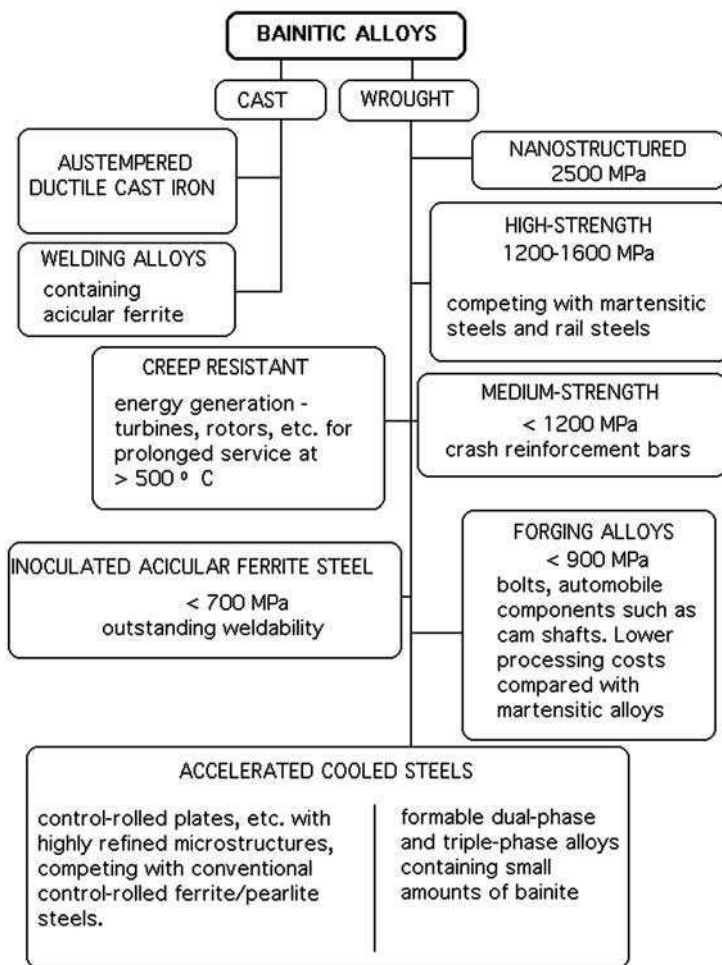 BAINITIC ALLOYS
CAST
WROUGHT
AUSTEMPERED
DUCTILE CAST IRON
NANOSTRUCTURED
2500 MPa
WELDING ALLOYS
containing
acicular ferrite
HIGH-STRENGTH
1200-1600 MPa
competing with martensitic
steels and rail steels
CREEP RESISTANT
energy generation -
turbines, rotors, etc. for
prolonged service at
> 500 º C
MEDIUM-STRENGTH
< 1200 MPa
crash reinforcement bars
INOCULATED ACICULAR FERRITE STEEL
< 700 MPa
outstanding weldability
FORGING ALLOYS
< 900 MPa
bolts, automobile
components such as
cam shafts. Lower
processing costs
compared with
martensitic alloys
ACCELERATED COOLED STEELS
control-rolled plates, etc. with
highly refined microstructures,
competing with conventional
control-rolled ferrite/pearlite
steels.
formable dual-phase
and triple-phase alloys
containing small
amounts of bainite